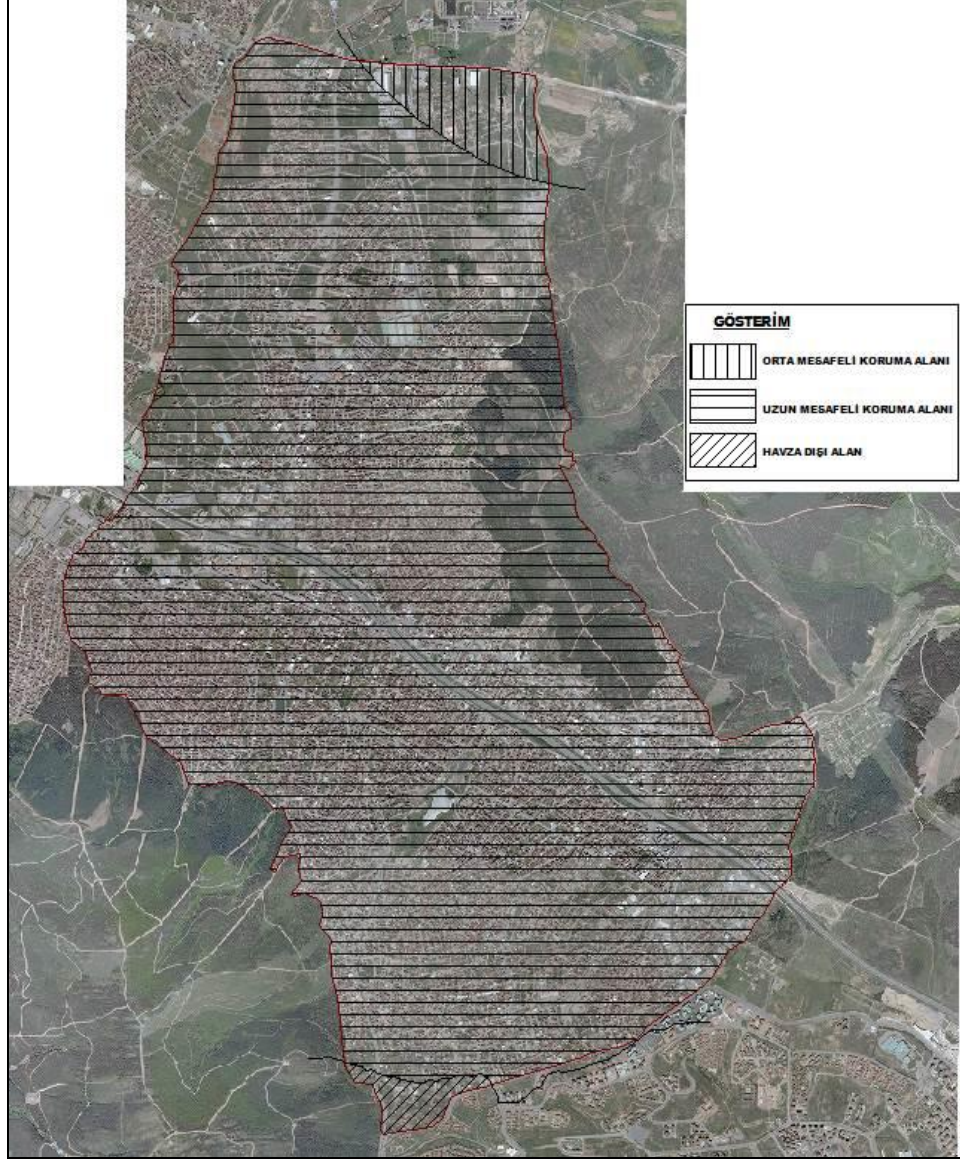 GÖSTERİM
ORTA MESAFELİ KORUMA ALANI
UZUN MESAFELİ KORUMA ALANI
HAVZA DIŞI ALAN